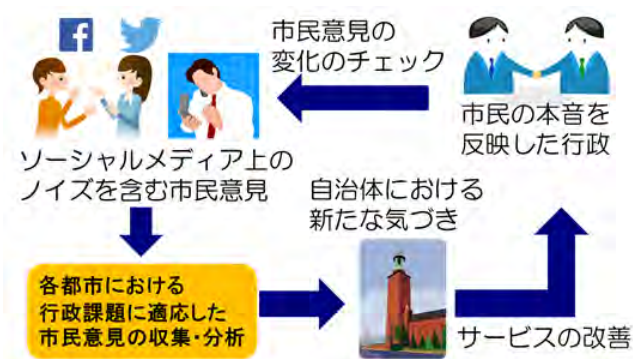 市民意見の
変化のチェック
市民の本音を
反映した行政
ソーシャルメディア上の
ノイズを含む市民意見
自治体における
新たな気づき
各都市における
行政課題に適応した
市民意見の収集・分析
サービスの改善